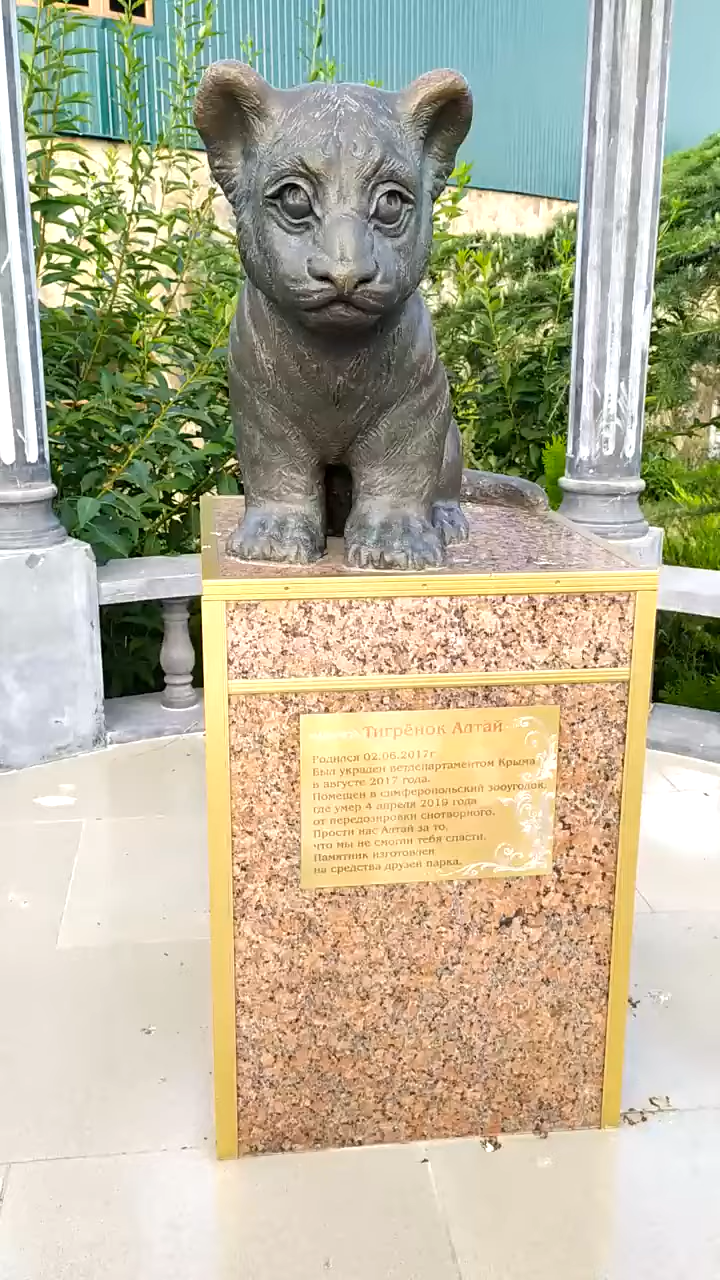 Тигрёнок Алтай
Родился 02.06.2017г
Был украден ветдепартаментом Крыма
в августе 2017 года.
Помещен в симферопольский зооуголок,
где умер 4 апреля 2019 года
от передозировки снотворного.
Прости нас Алтай за то,
что мы не смогли тебя спасти.
Памятник изготовлен
на средства друзей парка.